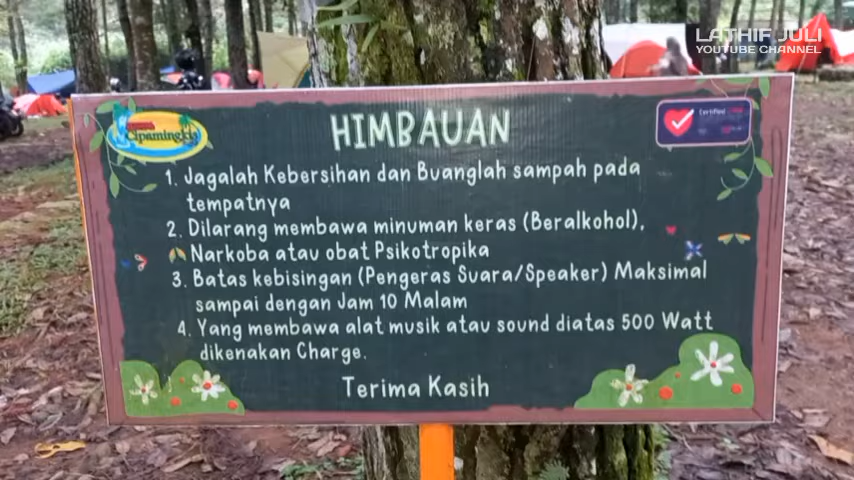 LATHIF JULI
YOUTUBE CHANNEL
Cipamingkis
Certified
HIMBAUAN
1. Jagalah Kebersihan dan Buanglah sampah pada
tempatnya
2. Dilarang membawa minuman keras (Beralkohol),
Narkoba atau obat Psikotropika
3. Batas kebisingan (Pengeras Suara/Speaker) Maksimal
sampai dengan Jam 10 Malam
4. Yang membawa alat musik atau sound diatas 500 Watt
dikenakan Charge.
Terima Kasih